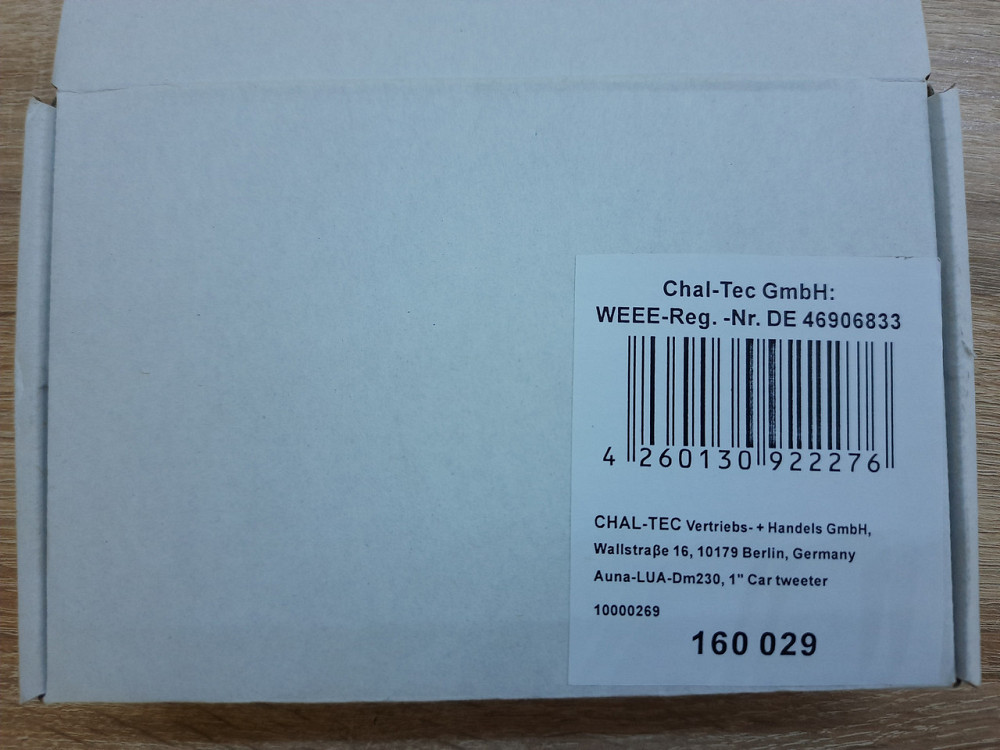 Chal-Tec GmbH:
WEEE-Reg. -Nr. DE 46906833
4 260130 922276
CHAL-TEC Vertriebs- + Handels GmbH,
Wallstraβe 16, 10179 Berlin, Germany
Auna-LUA-Dm230, 1" Car tweeter
10000269
160 029